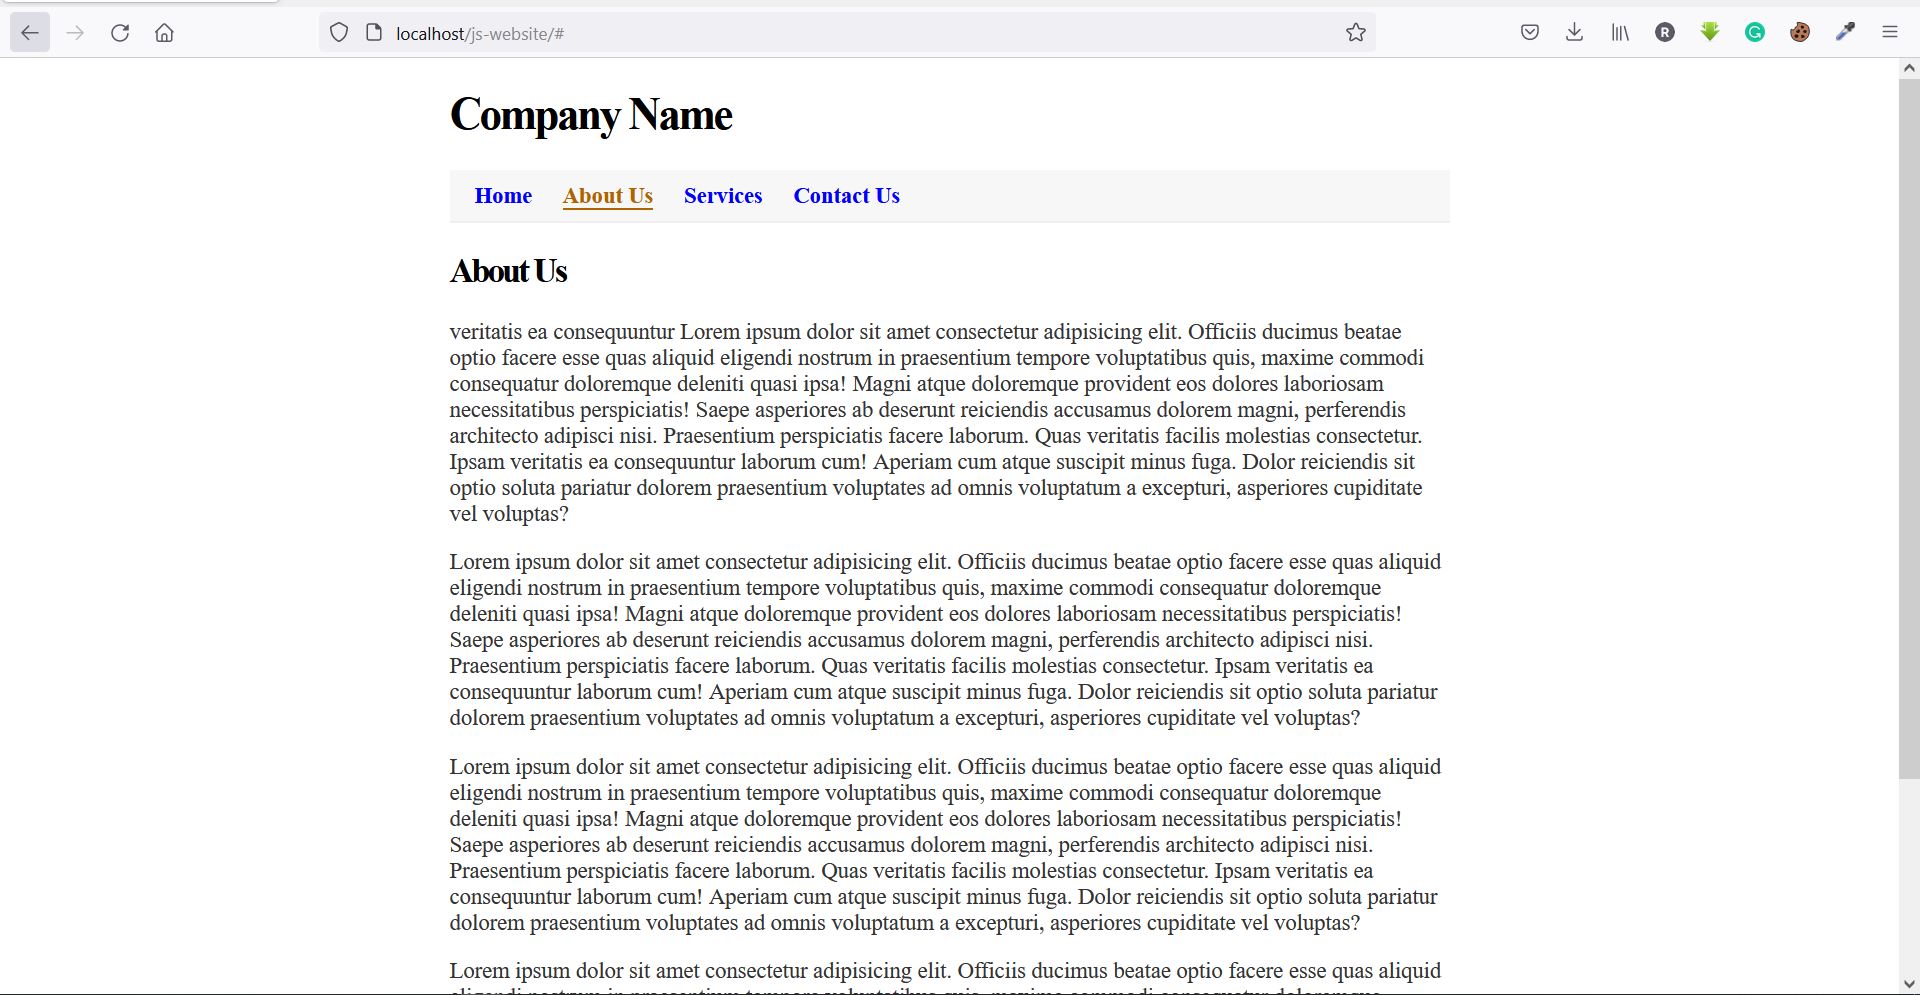 localhost/js-website/#
R
G
Company Name
Home About Us Services Contact Us
About Us
veritatis ea consequuntur Lorem ipsum dolor sit amet consectetur adipisicing elit. Officiis ducimus beatae
optio facere esse quas aliquid eligendi nostrum in praesentium tempore voluptatibus quis, maxime commodi
consequatur doloremque deleniti quasi ipsa! Magni atque doloremque provident eos dolores laboriosam
necessitatibus perspiciatis! Saepe asperiores ab deserunt reiciendis accusamus dolorem magni, perferendis
architecto adipisci nisi. Praesentium perspiciatis facere laborum. Quas veritatis facilis molestias consectetur.
Ipsam veritatis ea consequuntur laborum cum! Aperiam cum atque suscipit minus fuga. Dolor reiciendis sit
optio soluta pariatur dolorem praesentium voluptates ad omnis voluptatum a excepturi, asperiores cupiditate
vel voluptas?
Lorem ipsum dolor sit amet consectetur adipisicing elit. Officiis ducimus beatae optio facere esse quas aliquid
eligendi nostrum in praesentium tempore voluptatibus quis, maxime commodi consequatur doloremque
deleniti quasi ipsa! Magni atque doloremque provident eos dolores laboriosam necessitatibus perspiciatis!
Saepe asperiores ab deserunt reiciendis accusamus dolorem magni, perferendis architecto adipisci nisi.
Praesentium perspiciatis facere laborum. Quas veritatis facilis molestias consectetur. Ipsam veritatis ea
consequuntur laborum cum! Aperiam cum atque suscipit minus fuga. Dolor reiciendis sit optio soluta pariatur
dolorem praesentium voluptates ad omnis voluptatum a excepturi, asperiores cupiditate vel voluptas?
Lorem ipsum dolor sit amet consectetur adipisicing elit. Officiis ducimus beatae optio facere esse quas aliquid
eligendi nostrum in praesentium tempore voluptatibus quis, maxime commodi consequatur doloremque
deleniti quasi ipsa! Magni atque doloremque provident eos dolores laboriosam necessitatibus perspiciatis!
Saepe asperiores ab deserunt reiciendis accusamus dolorem magni, perferendis architecto adipisci nisi.
Praesentium perspiciatis facere laborum. Quas veritatis facilis molestias consectetur. Ipsam veritatis ea
consequuntur laborum cum! Aperiam cum atque suscipit minus fuga. Dolor reiciendis sit optio soluta pariatur
dolorem praesentium voluptates ad omnis voluptatum a excepturi, asperiores cupiditate vel voluptas?
Lorem ipsum dolor sit amet consectetur adipisicing elit. Officiis ducimus beatae optio facere esse quas aliquid